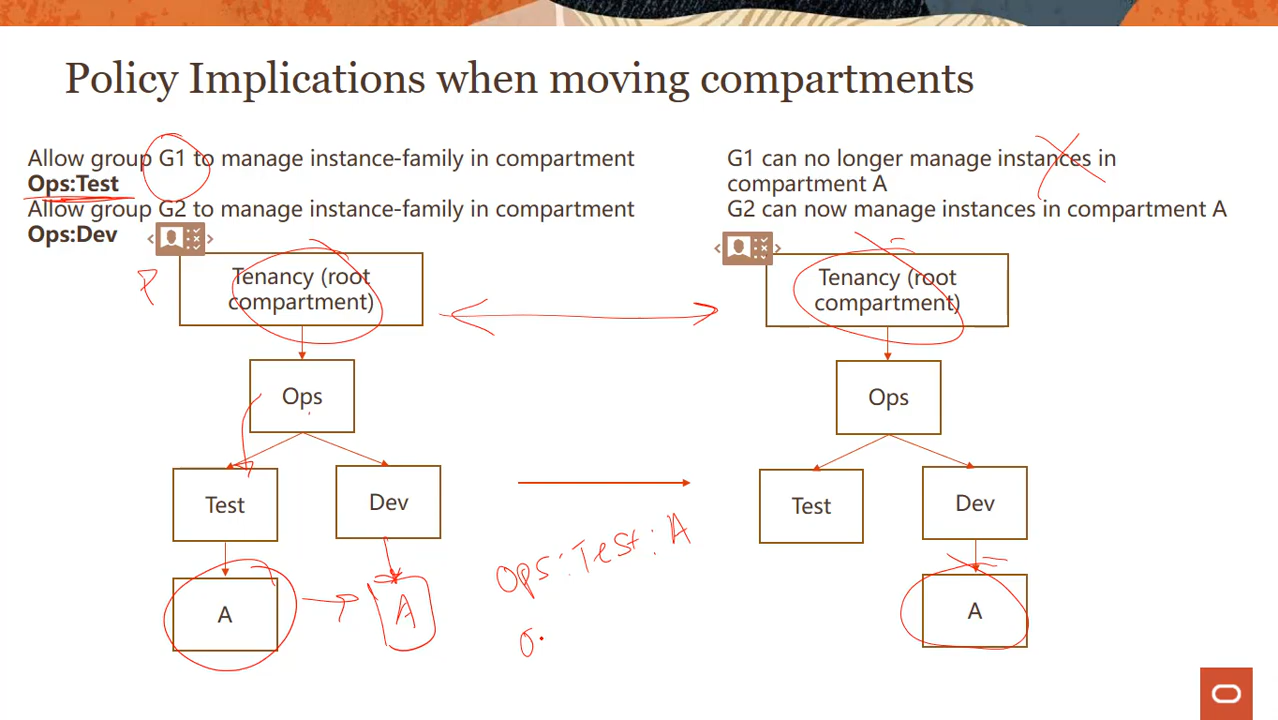 Policy Implications when moving compartments
Allow group G1 to manage instance-family in compartment
Ops:Test
Allow group G2 to manage instance-family in compartment
Ops:Dev
G1 can no longer manage instances in
compartment A
G2 can now manage instances in compartment A
P
Tenancy (root
compartment)
Ops
Test
Dev
A
A
Ops:Test:A
Tenancy (root
compartment)
Ops
Test
Dev
A